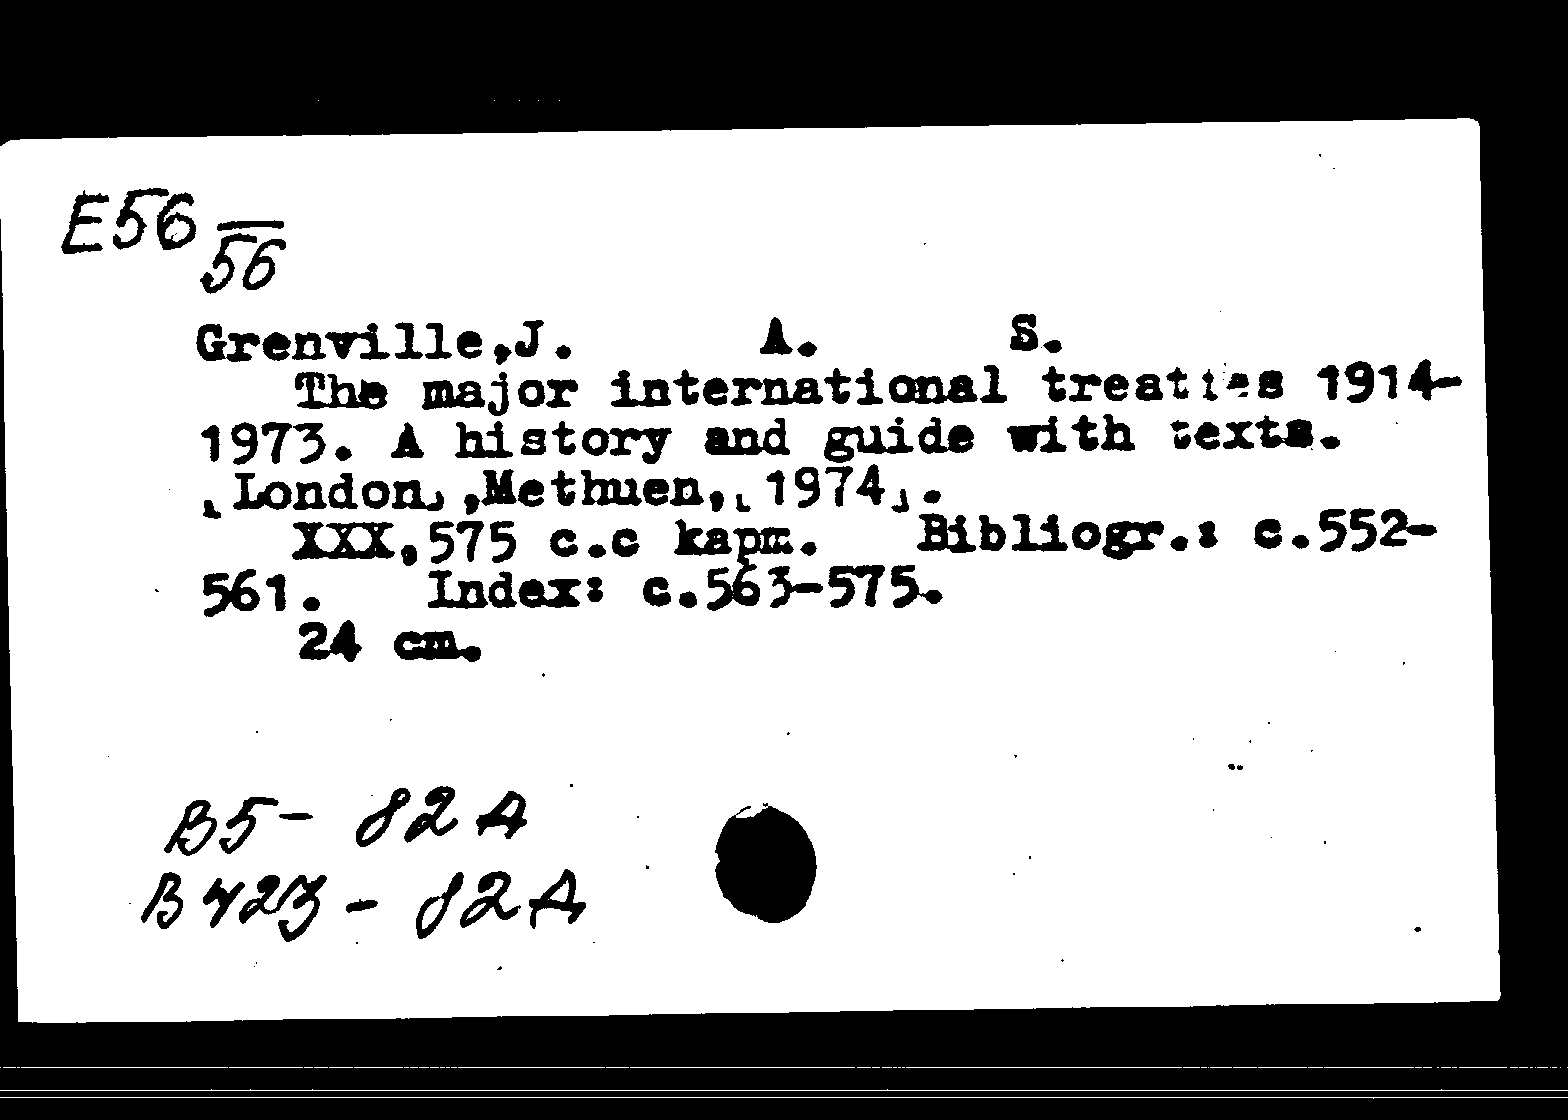 E56
56
Grenville,J. A. S.
The major international treaties 1914-
1973. A history and guide with texts.
[London],Methuen,[1974].
XXX,575 c.c карт. Bibliogr.: c.552-
561. Index: c.563-575.
24 cm.
B5- 82A
B423 - 82A